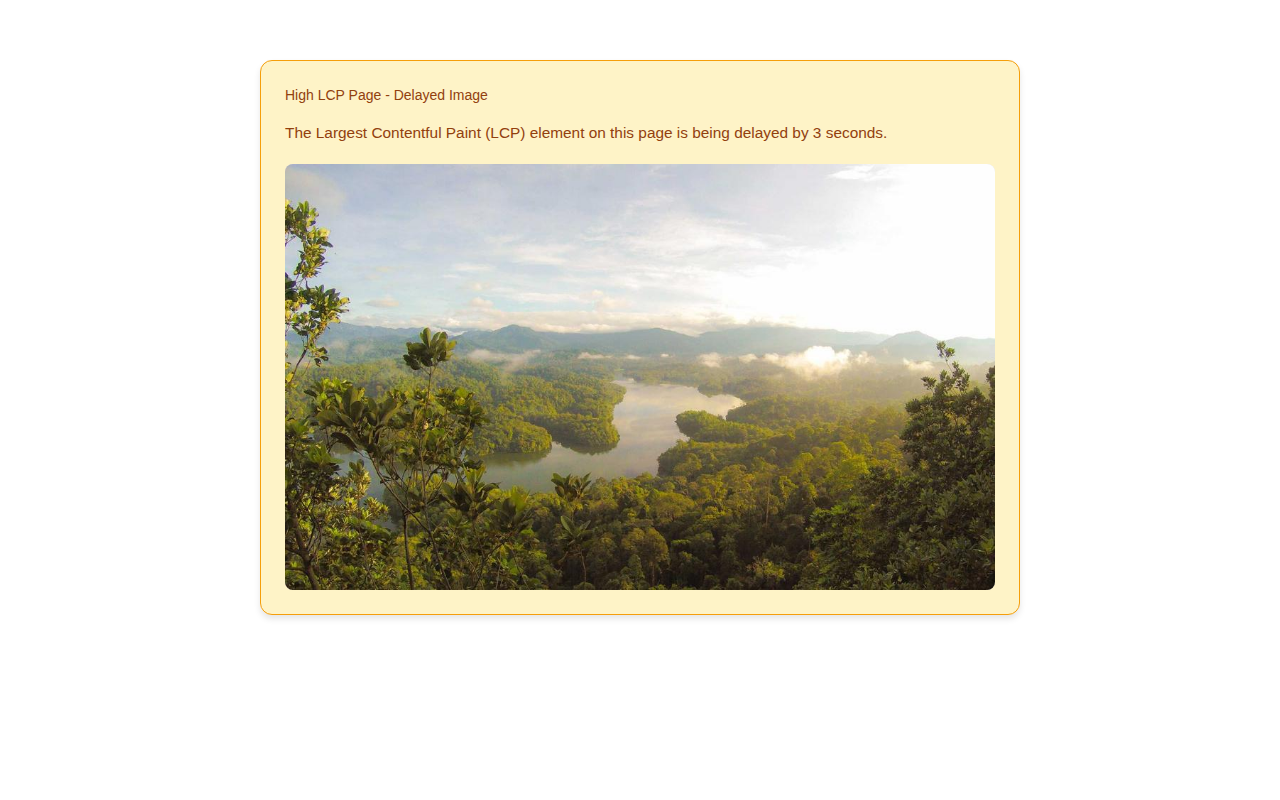 High LCP Page - Delayed Image
The Largest Contentful Paint (LCP) element on this page is being delayed by 3 seconds.